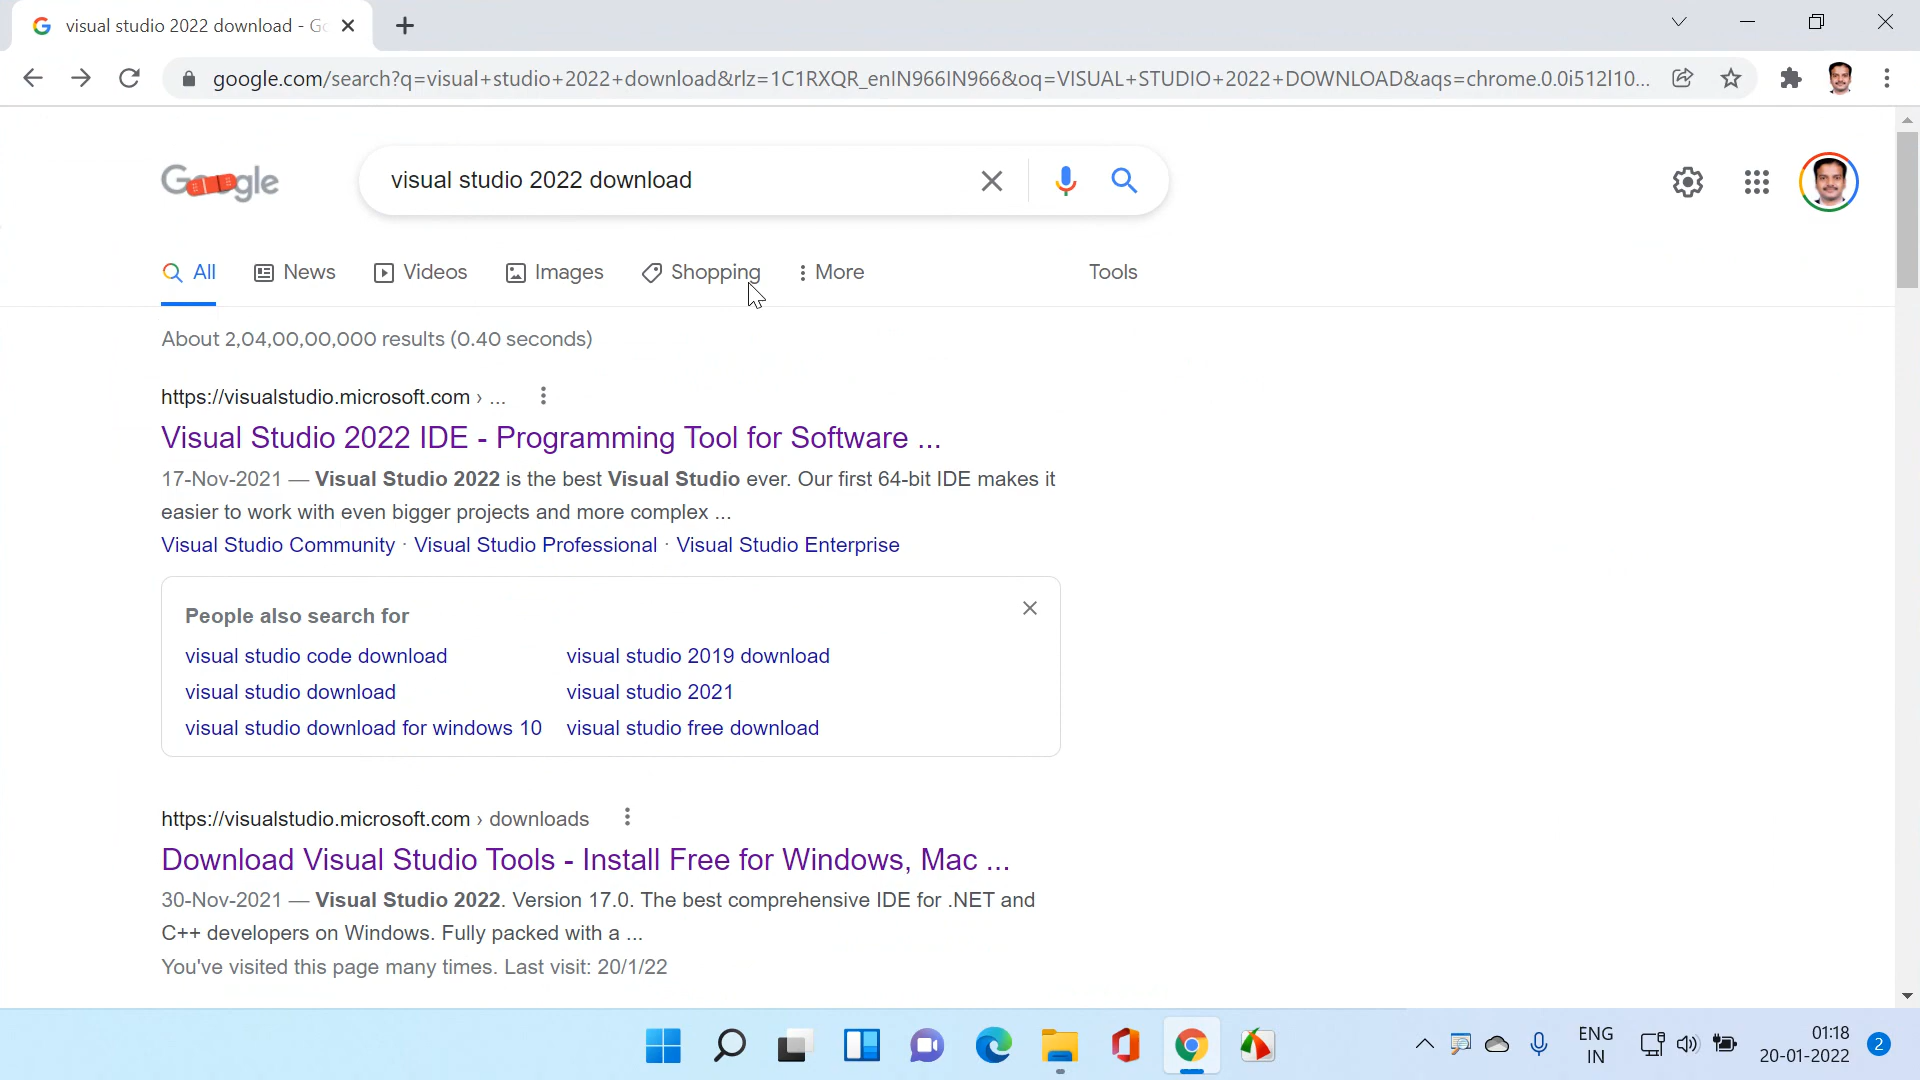 visual studio 2022 download - Go
google.com/search?q=visual+studio+2022+download&rlz=1C1RXQR_enIN966IN966&oq=VISUAL+STUDIO+2022+DOWNLOAD&aqs=chrome.0.0i512l10...
Google
visual studio 2022 download
All News Videos Images Shopping More Tools
About 2,04,00,00,000 results (0.40 seconds)
https://visualstudio.microsoft.com › ...
Visual Studio 2022 IDE - Programming Tool for Software ...
17-Nov-2021 — Visual Studio 2022 is the best Visual Studio ever. Our first 64-bit IDE makes it
easier to work with even bigger projects and more complex ...
Visual Studio Community · Visual Studio Professional · Visual Studio Enterprise
People also search for
visual studio code download visual studio 2019 download
visual studio download visual studio 2021
visual studio download for windows 10 visual studio free download
https://visualstudio.microsoft.com › downloads
Download Visual Studio Tools - Install Free for Windows, Mac ...
30-Nov-2021 — Visual Studio 2022. Version 17.0. The best comprehensive IDE for .NET and
C++ developers on Windows. Fully packed with a ...
You've visited this page many times. Last visit: 20/1/22
ENG 01:18
IN 20-01-2022 2